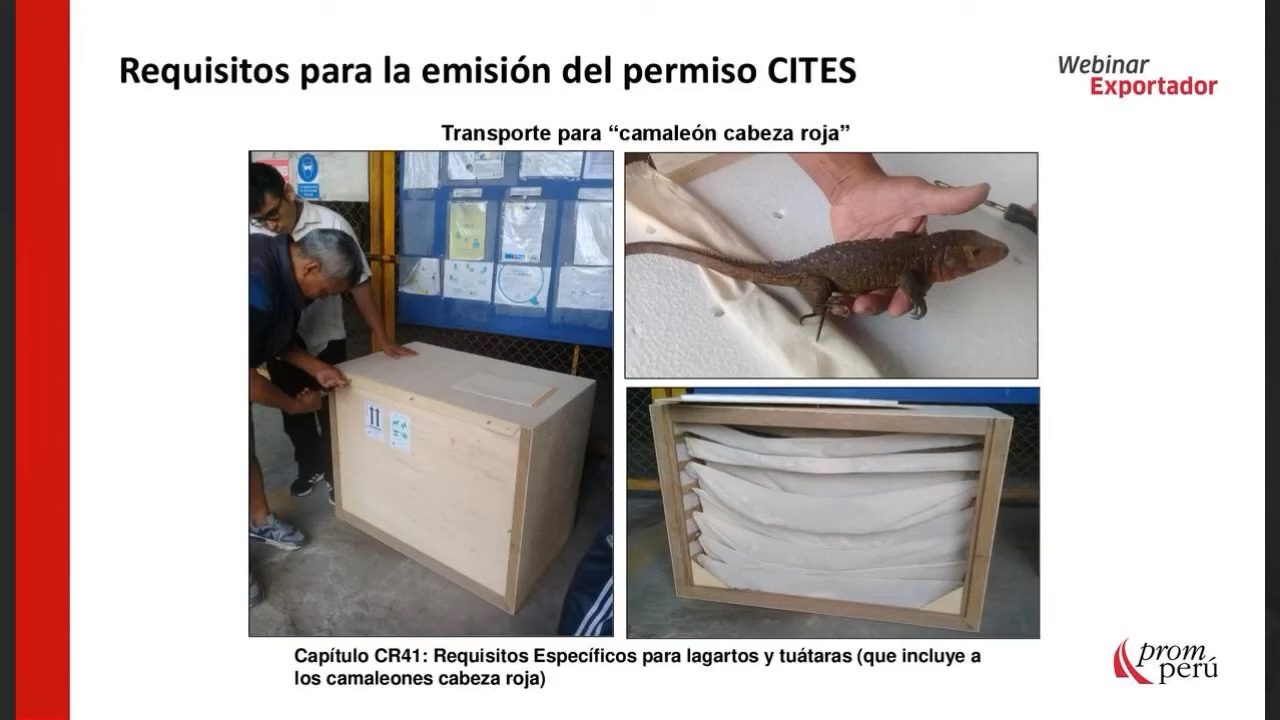 Requisitos para la emisión del permiso CITES
Webinar
Exportador
Transporte para “camaleón cabeza roja”
Capítulo CR41: Requisitos Específicos para lagartos y tuátaras (que incluye a
los camaleones cabeza roja)
prom
perú